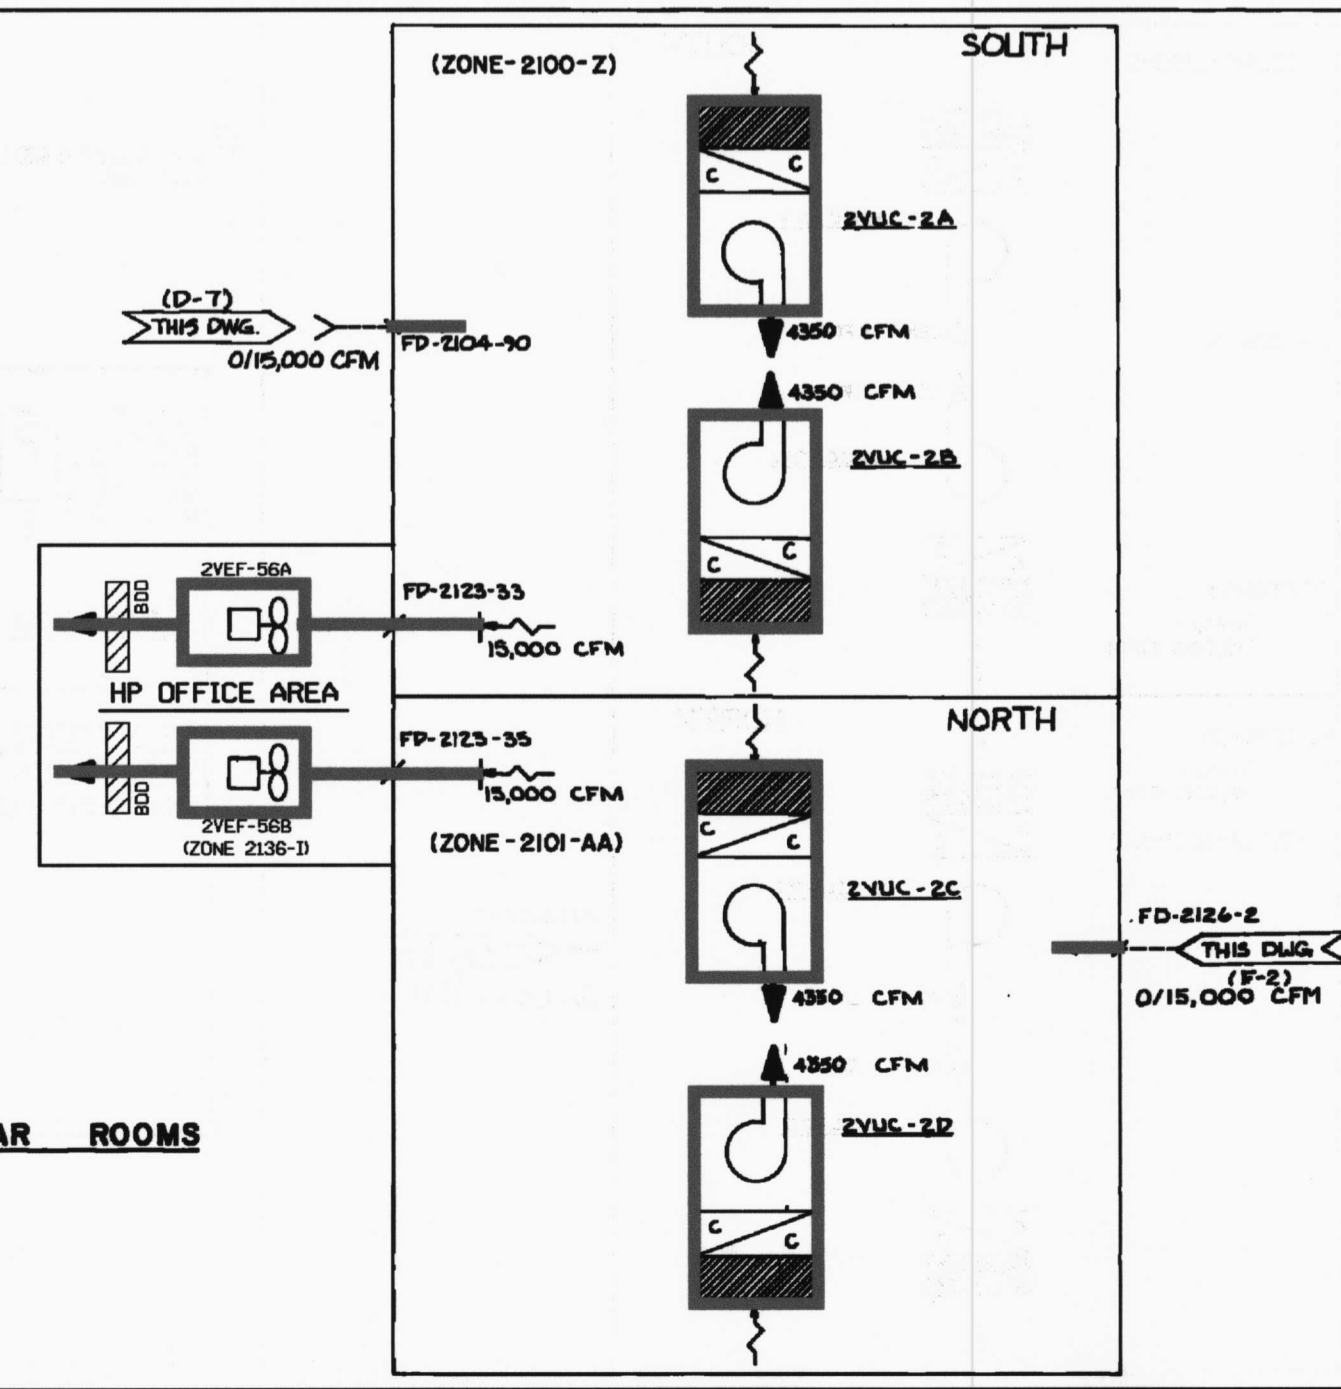 (ZONE-2100-Z)
SOUTH
C
C
2VUC-2A
(D-7)
THIS DWG.
0/15,000 CFM
FD-2104-90
4350 CFM
4350 CFM
2VUC-2B
C
C
2VEF-56A
BDD
FD-2123-33
15,000 CFM
HP OFFICE AREA
NORTH
FD-2123-35
15,000 CFM
BDD
2VEF-56B
(ZONE 2136-I)
(ZONE-2101-AA)
C
C
2VUC-2C
FD-2126-2
THIS DWG.
(F-2)
0/15,000 CFM
4350 CFM
4350 CFM
AR ROOMS
2VUC-2D
C
C